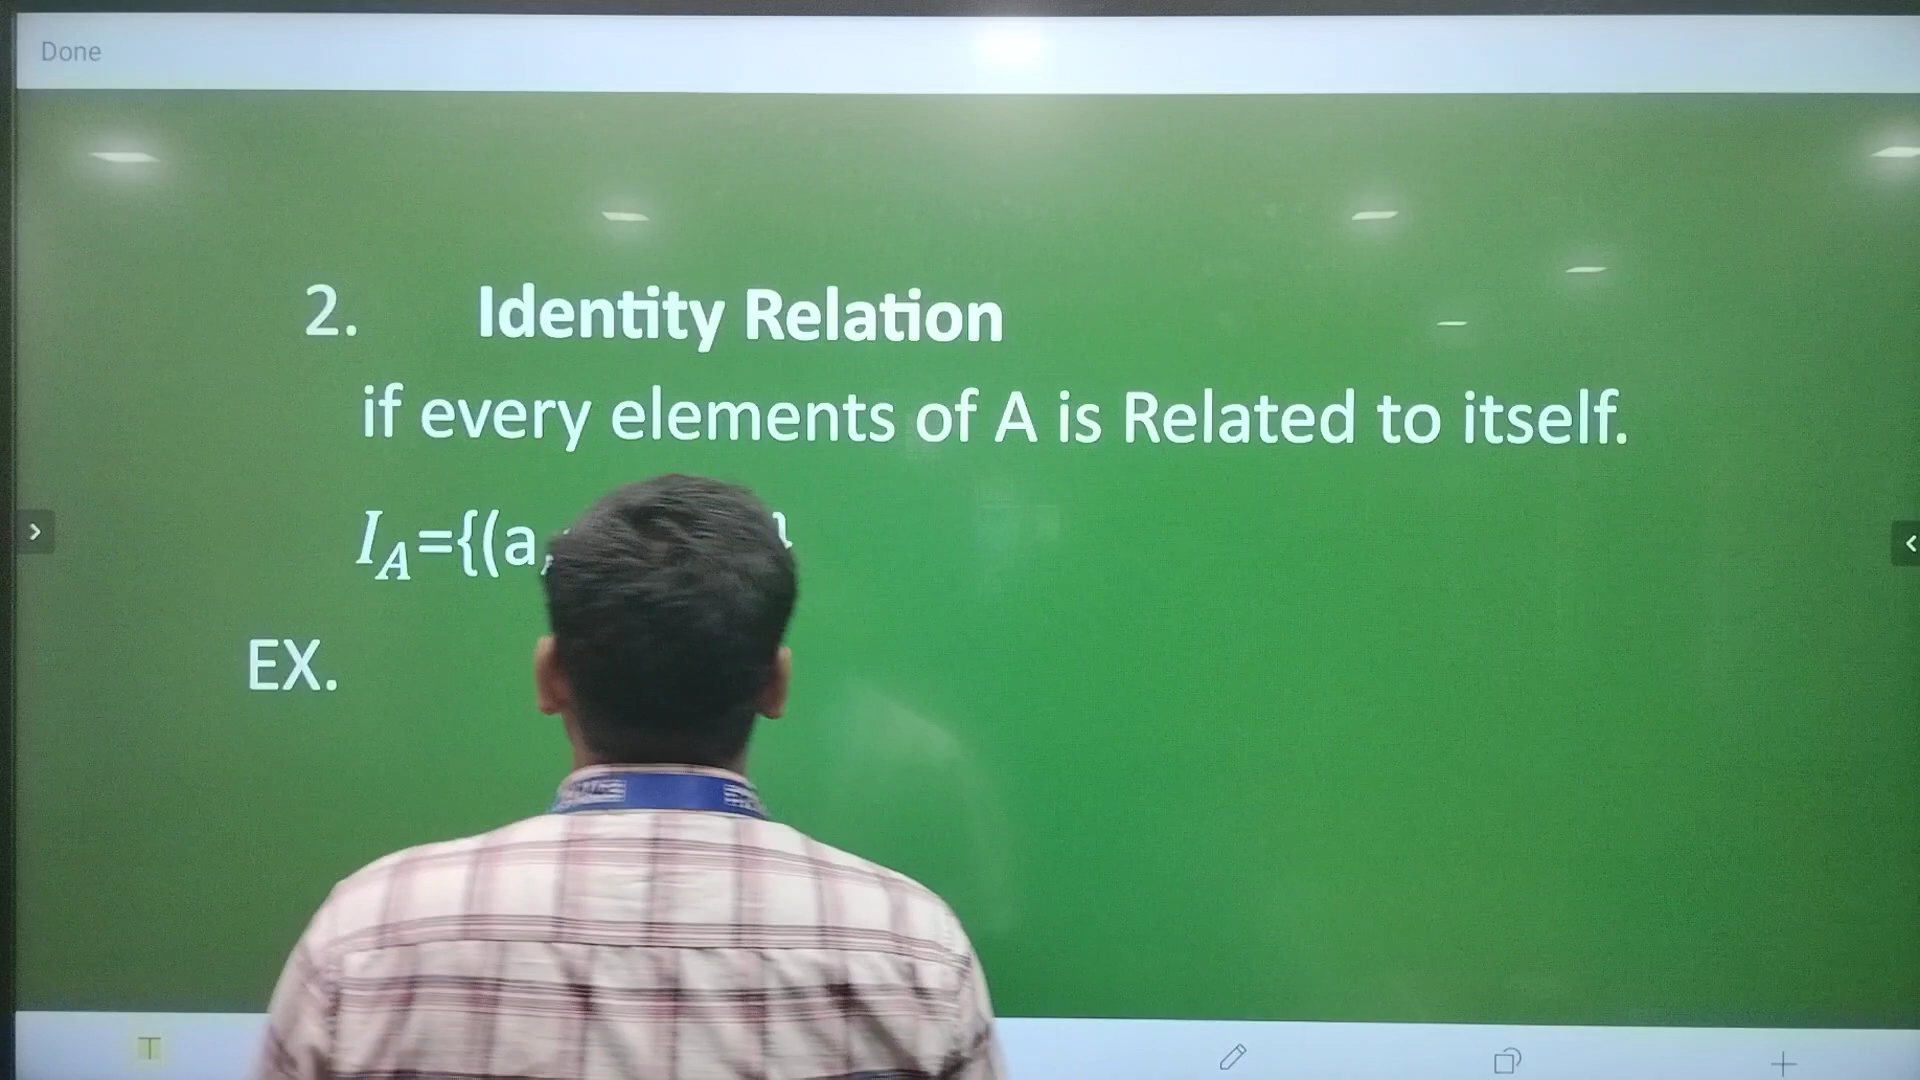 Done
2. Identity Relation
if every elements of A is Related to itself.
I_A={(a, }
EX.
T